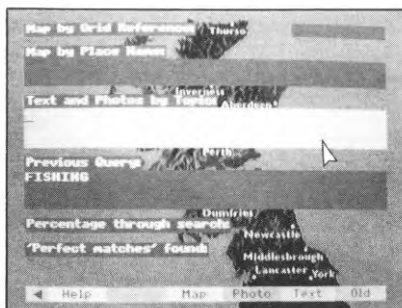 Map by Grid Reference:
Thurso
Map by Place Name:
Inverness
Text and Photos by Topic:
Aberdeen
Perth
Previous Query:
FISHING
Dumfries
Percentage through search:
Newcastle
'Perfect matches' found:
Middlesbrough
Lancaster York
◄ Help Map Photo Text Old